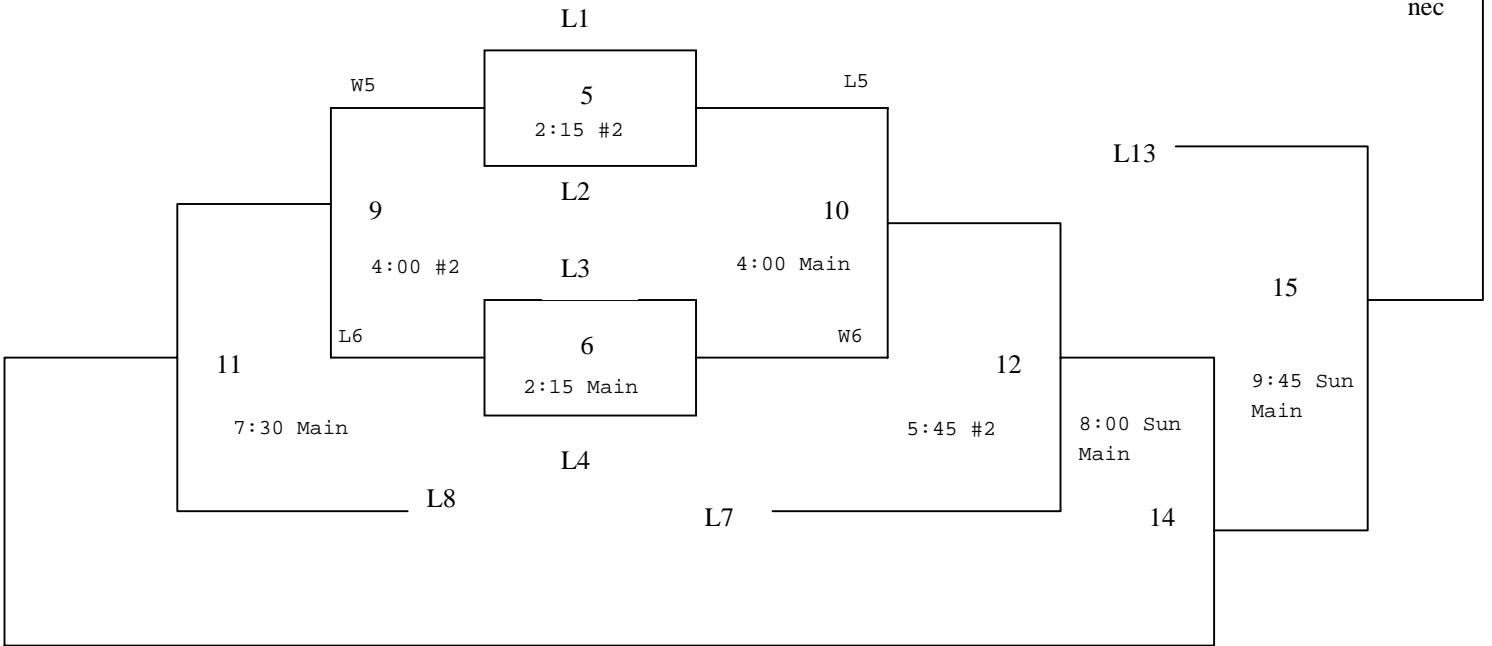 nec
L1
W5
5
L5
2:15 #2
L13
L2
9
10
4:00 #2
L3
4:00 Main
15
L6
6
W6
11
12
2:15 Main
9:45 Sun
Main
7:30 Main
5:45 #2
8:00 Sun
Main
L4
L8
L7
14